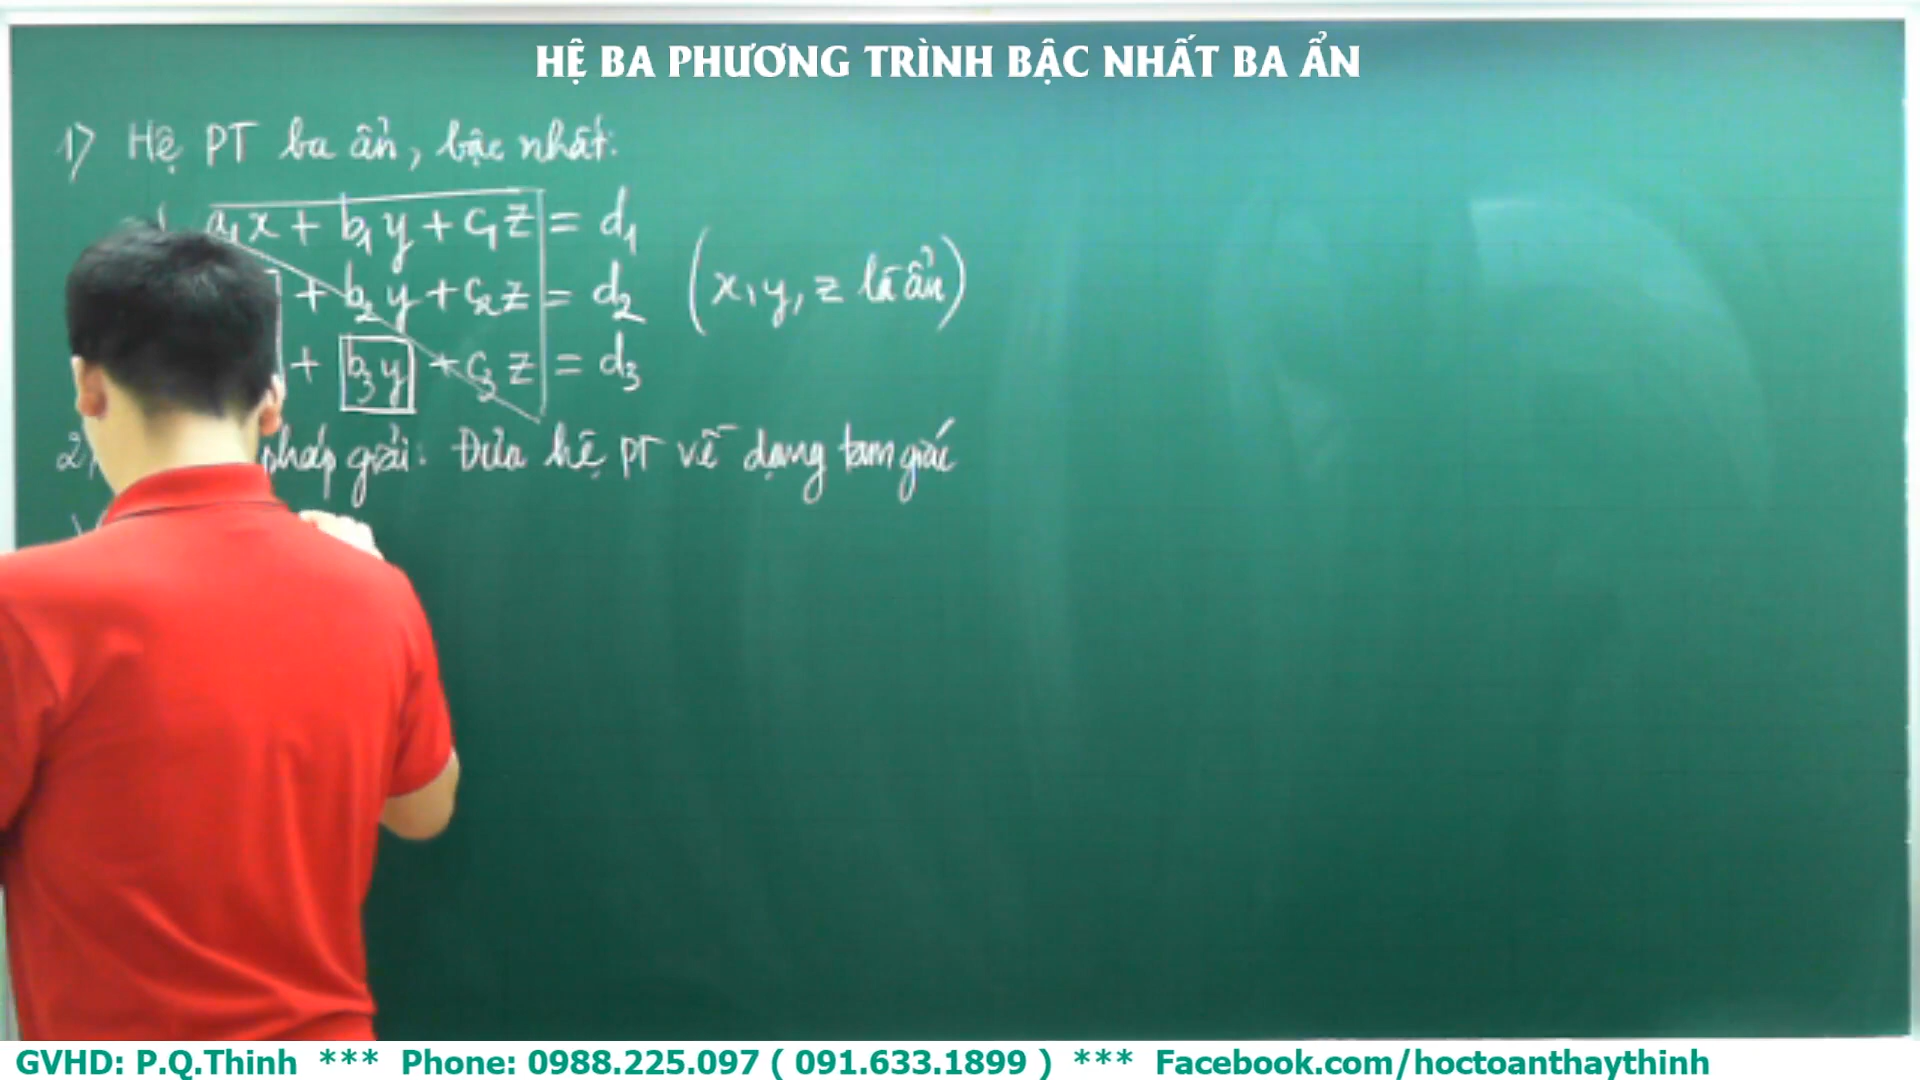 HỆ BA PHƯƠNG TRÌNH BẬC NHẤT BA ẨN
1) Hệ PT ba ẩn, bậc nhất:
a₁x + b₁y + c₁z = d₁
+ b₂y + c₂z = d₂ (x, y, z là ẩn)
+ b₃y + c₃z = d₃
2) pháp giải: Đưa hệ PT về dạng tam giác
GVHD: P.Q.Thinh *** Phone: 0988.225.097 ( 091.633.1899 ) *** Facebook.com/hoctoanthaythinh